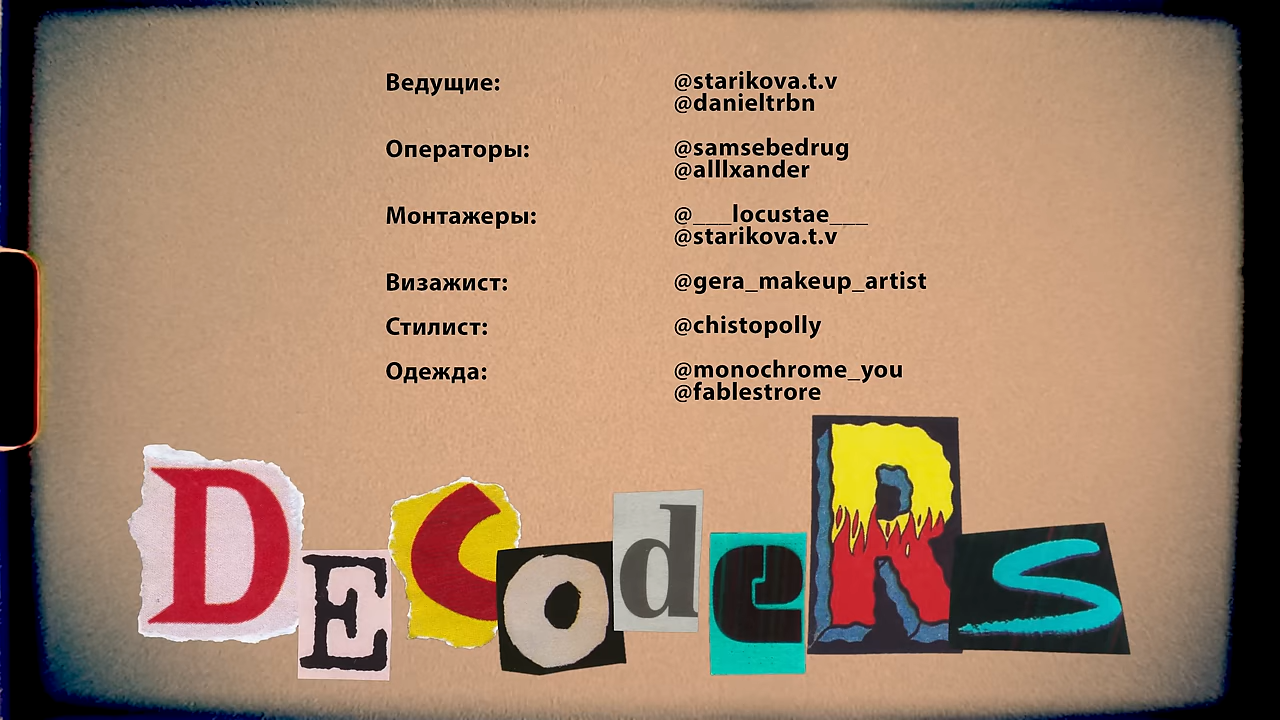 Ведущие: @starikova.t.v
@danieltrbn
Операторы: @samsebedrug
@alllxander
Монтажеры: @___locustae___
@starikova.t.v
Визажист: @gera_makeup_artist
Стилист: @chistopolly
Одежда: @monochrome_you
@fablestrore
DECodeRS